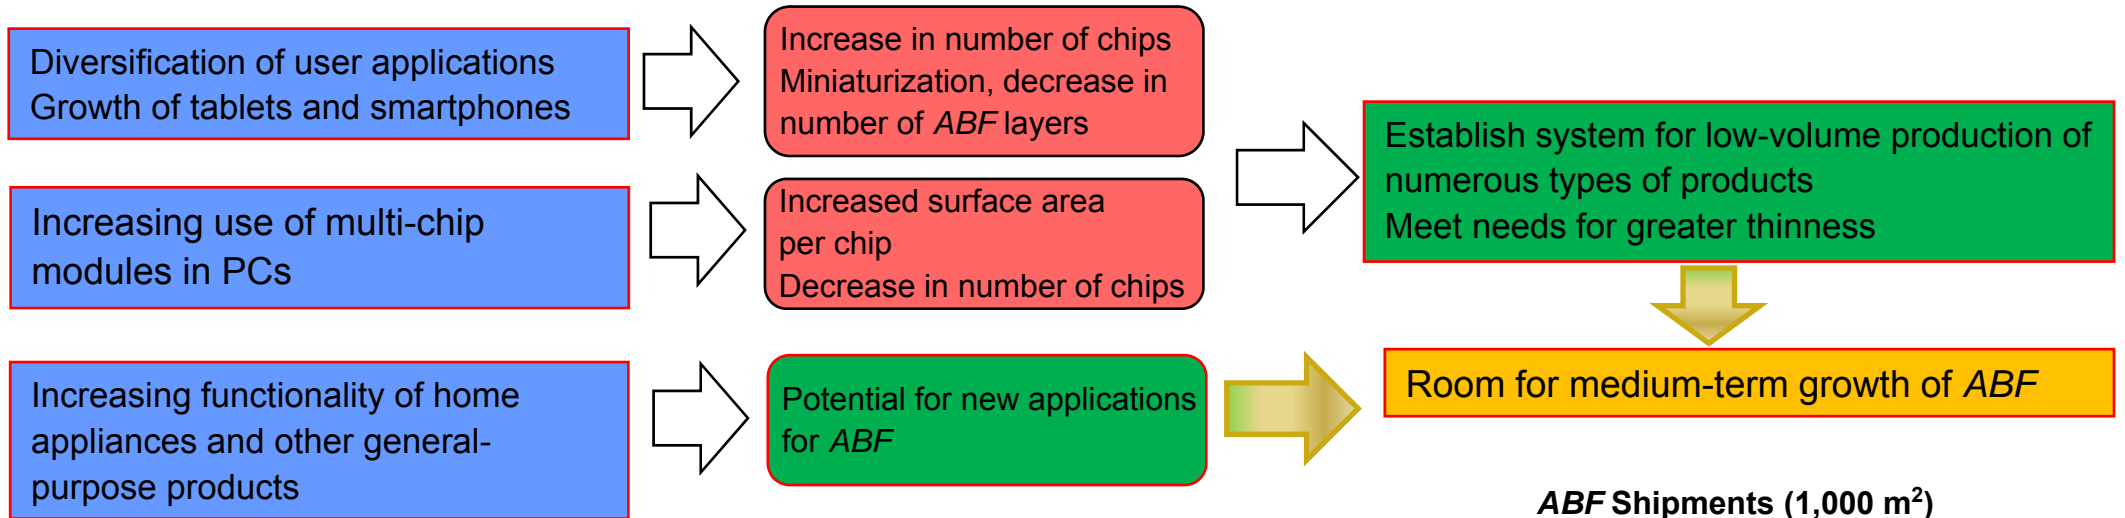 Diversification of user applications
Growth of tablets and smartphones
Increase in number of chips
Miniaturization, decrease in
number of ABF layers
Increasing use of multi-chip
modules in PCs
Increased surface area
per chip
Decrease in number of chips
Establish system for low-volume production of
numerous types of products
Meet needs for greater thinness
Increasing functionality of home
appliances and other general-
purpose products
Potential for new applications
for ABF
Room for medium-term growth of ABF
ABF Shipments (1,000 m²)